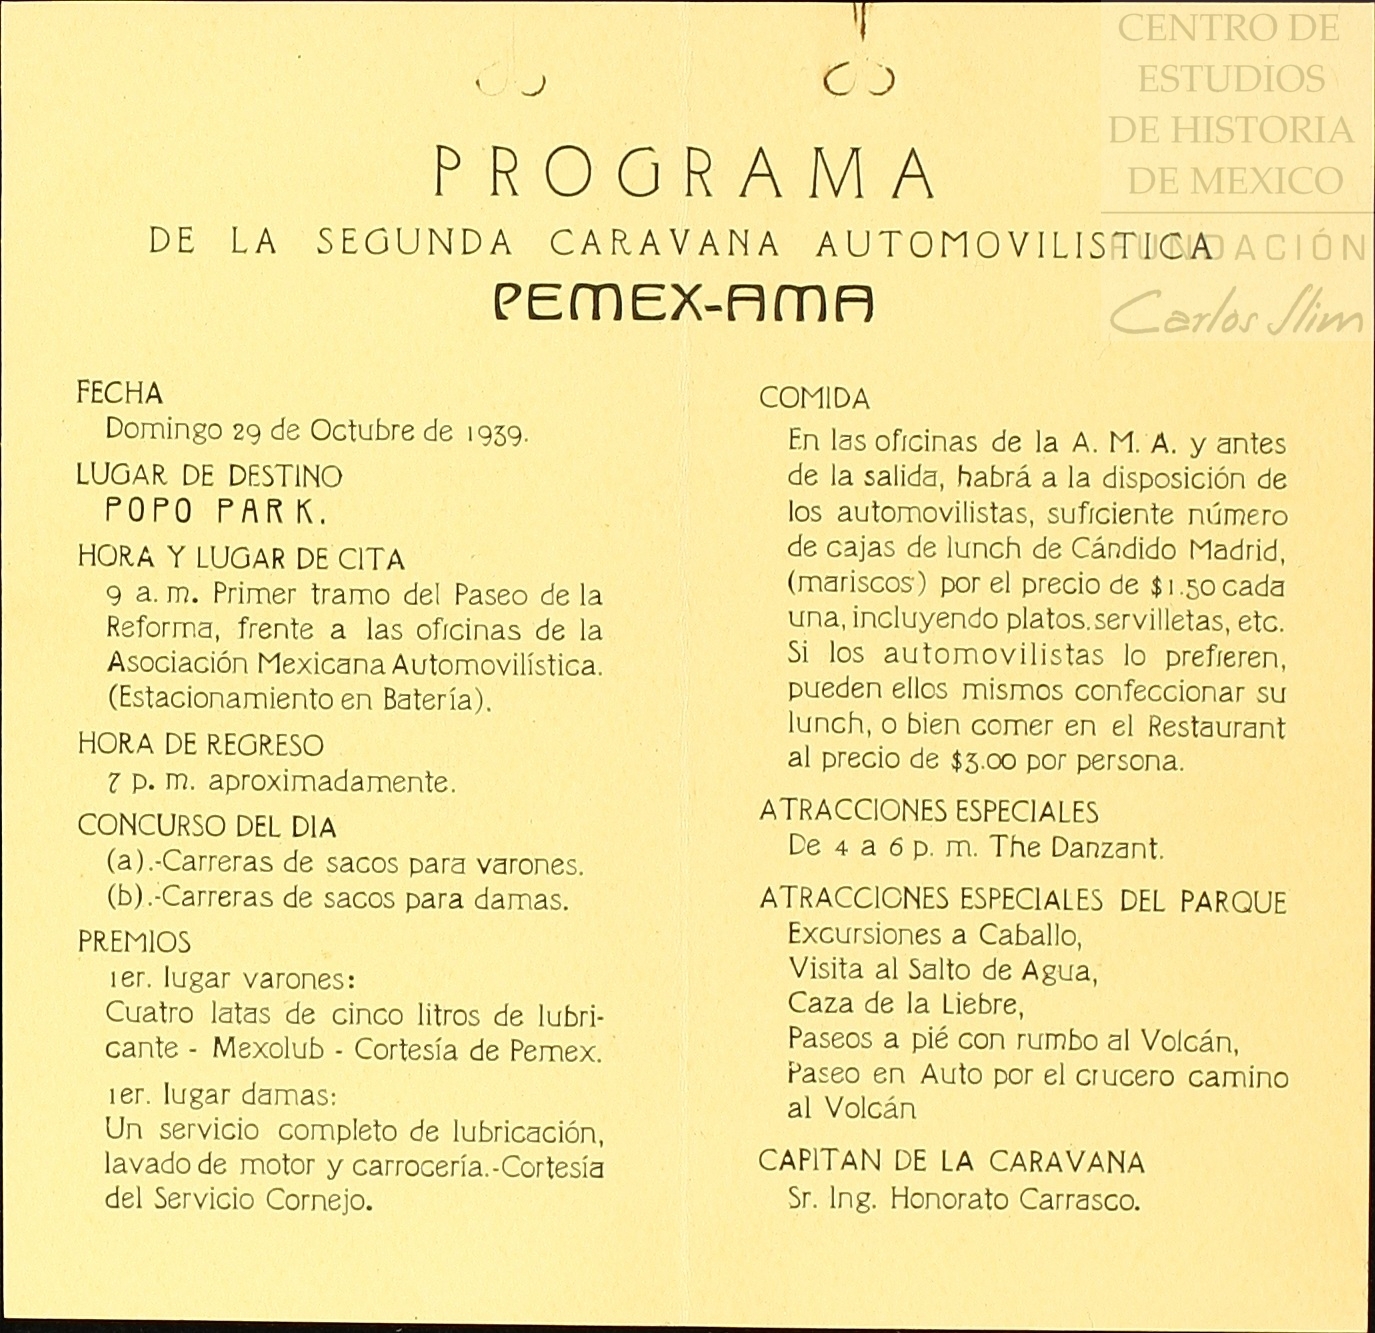 CENTRO DE
ESTUDIOS
DE HISTORIA
DE MEXICO
FUNDACIÓN
Carlos Slim
PROGRAMA
DE LA SEGUNDA CARAVANA AUTOMOVILISTICA
PEMEX-AMA
FECHA
Domingo 29 de Octubre de 1939.
LUGAR DE DESTINO
POPO PARK.
HORA Y LUGAR DE CITA
9 a. m. Primer tramo del Paseo de la
Reforma, frente a las oficinas de la
Asociación Mexicana Automovilística.
(Estacionamiento en Batería).
HORA DE REGRESO
7 p. m. aproximadamente.
CONCURSO DEL DIA
(a).-Carreras de sacos para varones.
(b).-Carreras de sacos para damas.
PREMIOS
1er. lugar varones:
Cuatro latas de cinco litros de lubri-
cante - Mexolub - Cortesía de Pemex.
1er. lugar damas:
Un servicio completo de lubricación,
lavado de motor y carrocería.-Cortesía
del Servicio Cornejo.
COMIDA
En las oficinas de la A. M. A. y antes
de la salida, habrá a la disposición de
los automovilistas, suficiente número
de cajas de lunch de Cándido Madrid,
(mariscos) por el precio de $1.50 cada
una, incluyendo platos. servilletas, etc.
Si los automovilistas lo prefieren,
pueden ellos mismos confeccionar su
lunch, o bien comer en el Restaurant
al precio de $3.00 por persona.
ATRACCIONES ESPECIALES
De 4 a 6 p. m. The Danzant.
ATRACCIONES ESPECIALES DEL PARQUE
Excursiones a Caballo,
Visita al Salto de Agua,
Caza de la Liebre,
Paseos a pié con rumbo al Volcán,
Paseo en Auto por el crucero camino
al Volcán
CAPITAN DE LA CARAVANA
Sr. Ing. Honorato Carrasco.